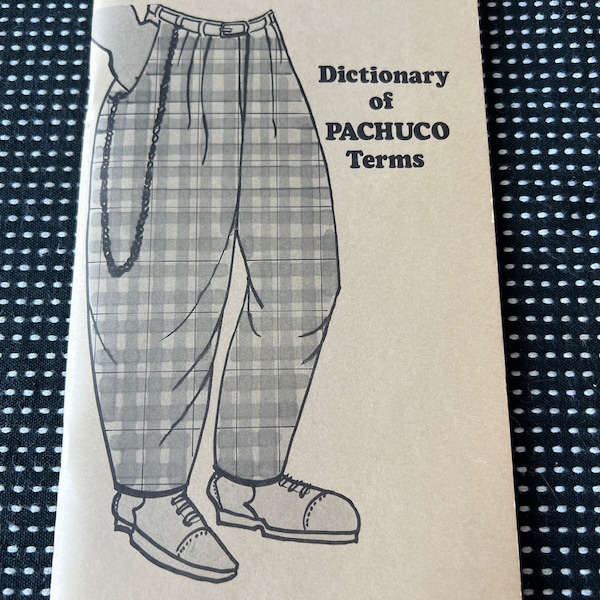 Dictionary
of
PACHUCO
Terms